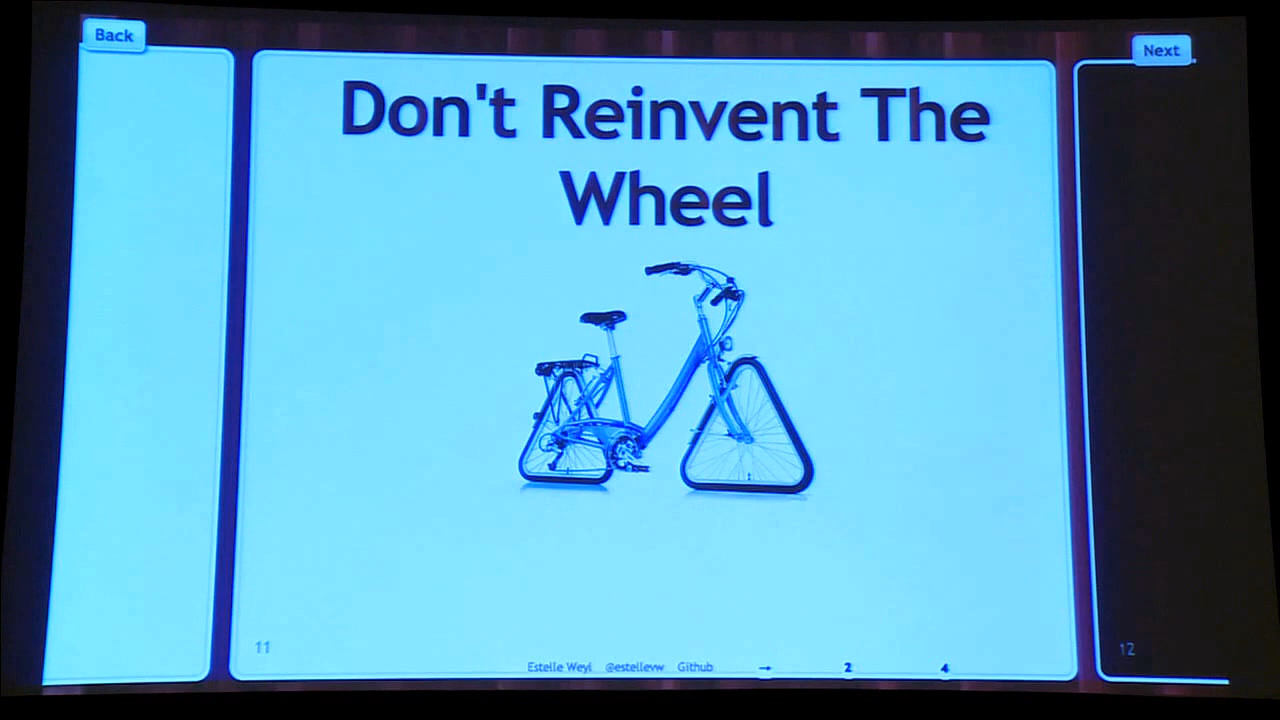 Back
Next
Don't Reinvent The
Wheel
11
12
Estelle Weyl @estellevw Github → 2 4